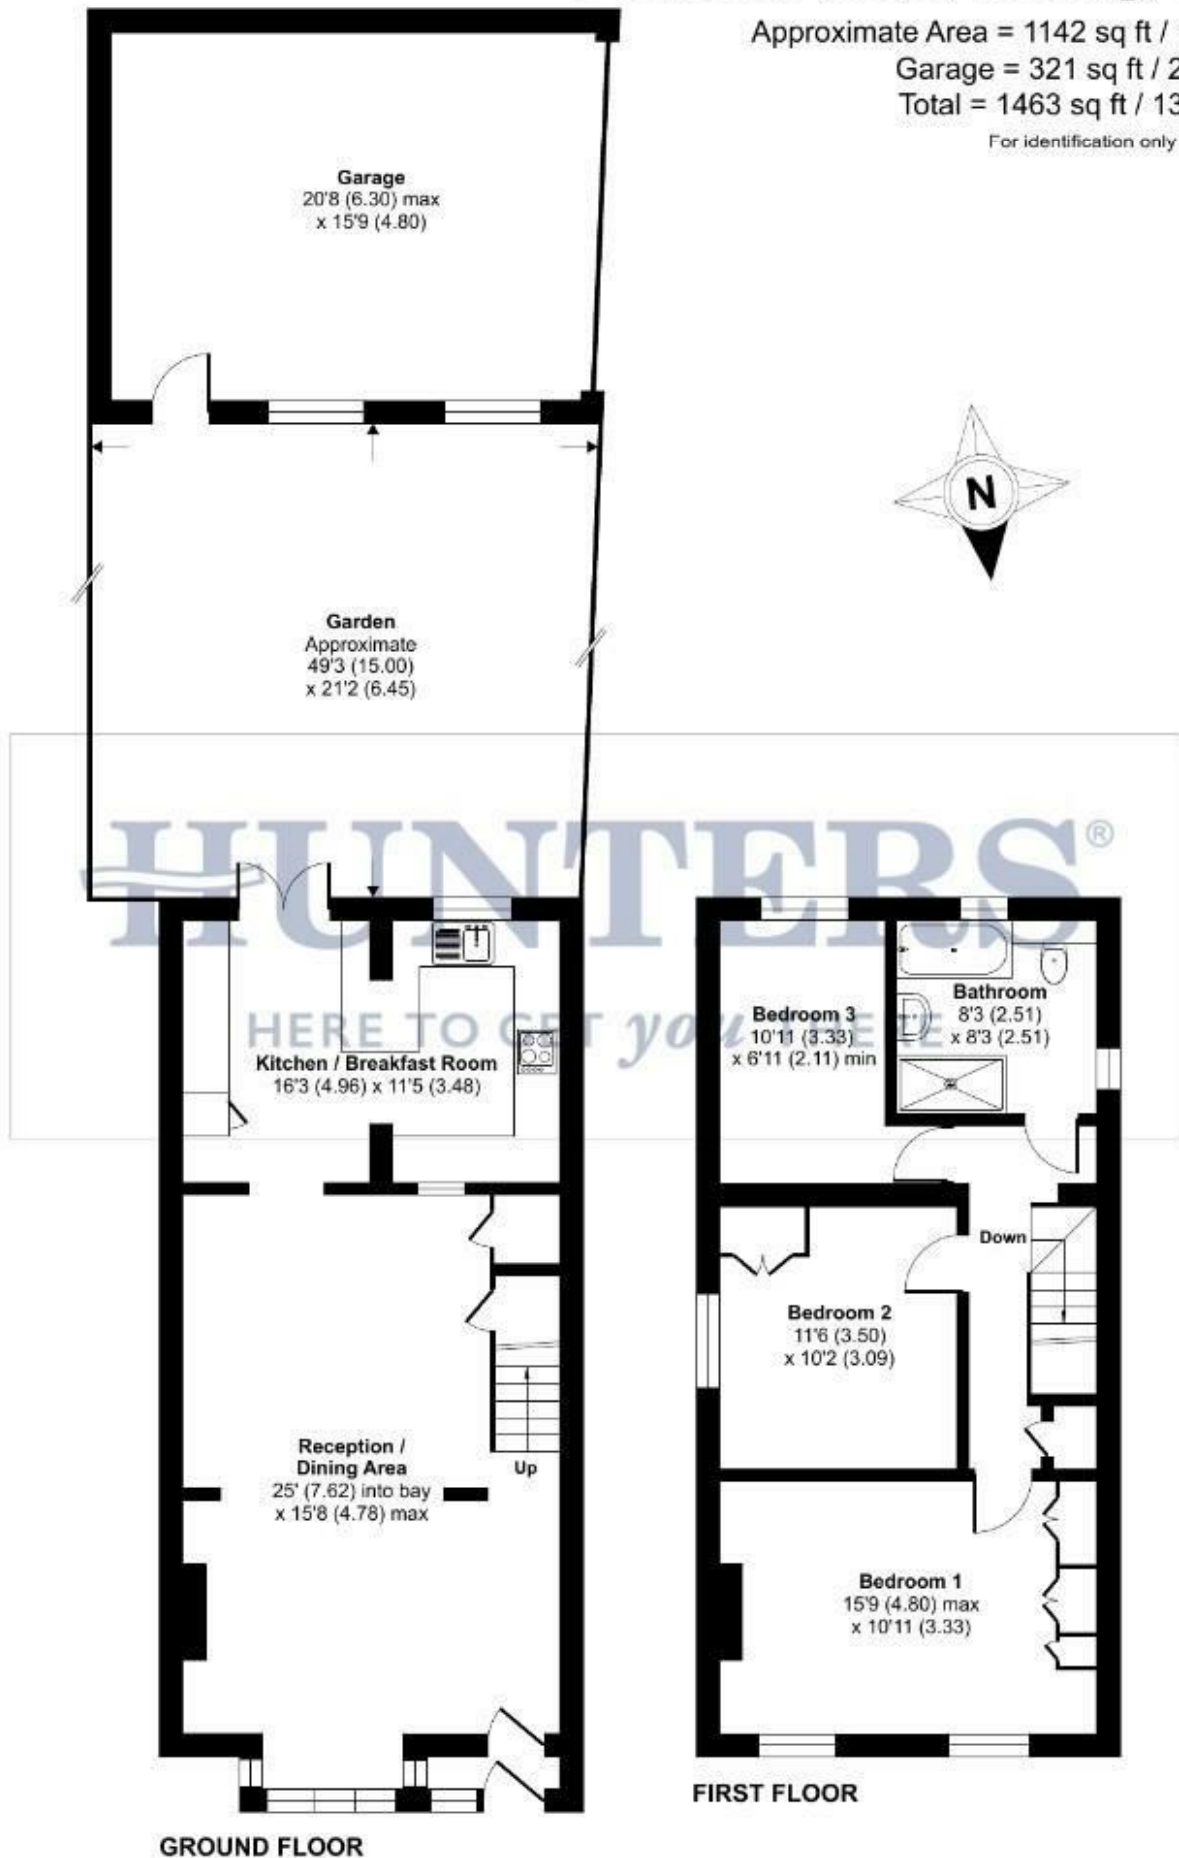 Approximate Area = 1142 sq ft /
Garage = 321 sq ft / 2
Total = 1463 sq ft / 13
For identification only
Garage
20'8 (6.30) max
x 15'9 (4.80)
N
Garden
Approximate
49'3 (15.00)
x 21'2 (6.45)
HUNTERS®
HERE TO GET you THERE
Kitchen / Breakfast Room
16'3 (4.96) x 11'5 (3.48)
Bedroom 3
10'11 (3.33)
x 6'11 (2.11) min
Bathroom
8'3 (2.51)
x 8'3 (2.51)
Down
Bedroom 2
11'6 (3.50)
x 10'2 (3.09)
Reception /
Dining Area
25' (7.62) into bay
x 15'8 (4.78) max
Up
Bedroom 1
15'9 (4.80) max
x 10'11 (3.33)
FIRST FLOOR
GROUND FLOOR